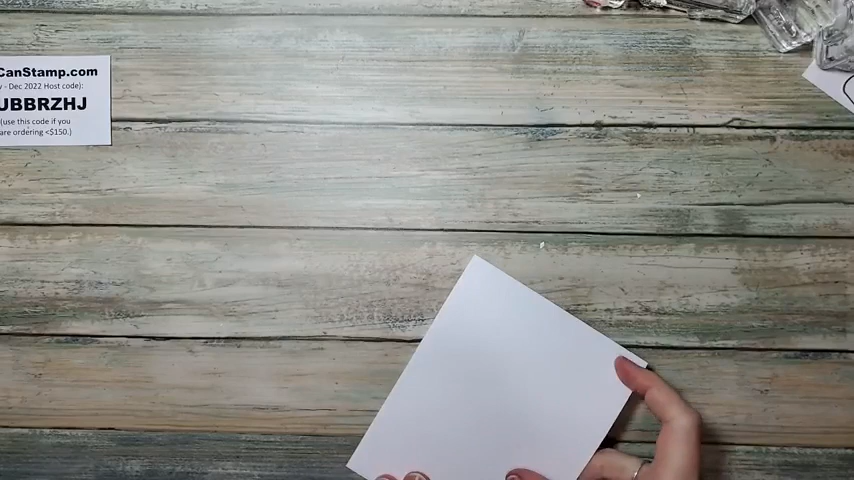 CanStamp.com
- Dec 2022 Host code):
UBBRZHJ
(use this code if you
are ordering <$150.)